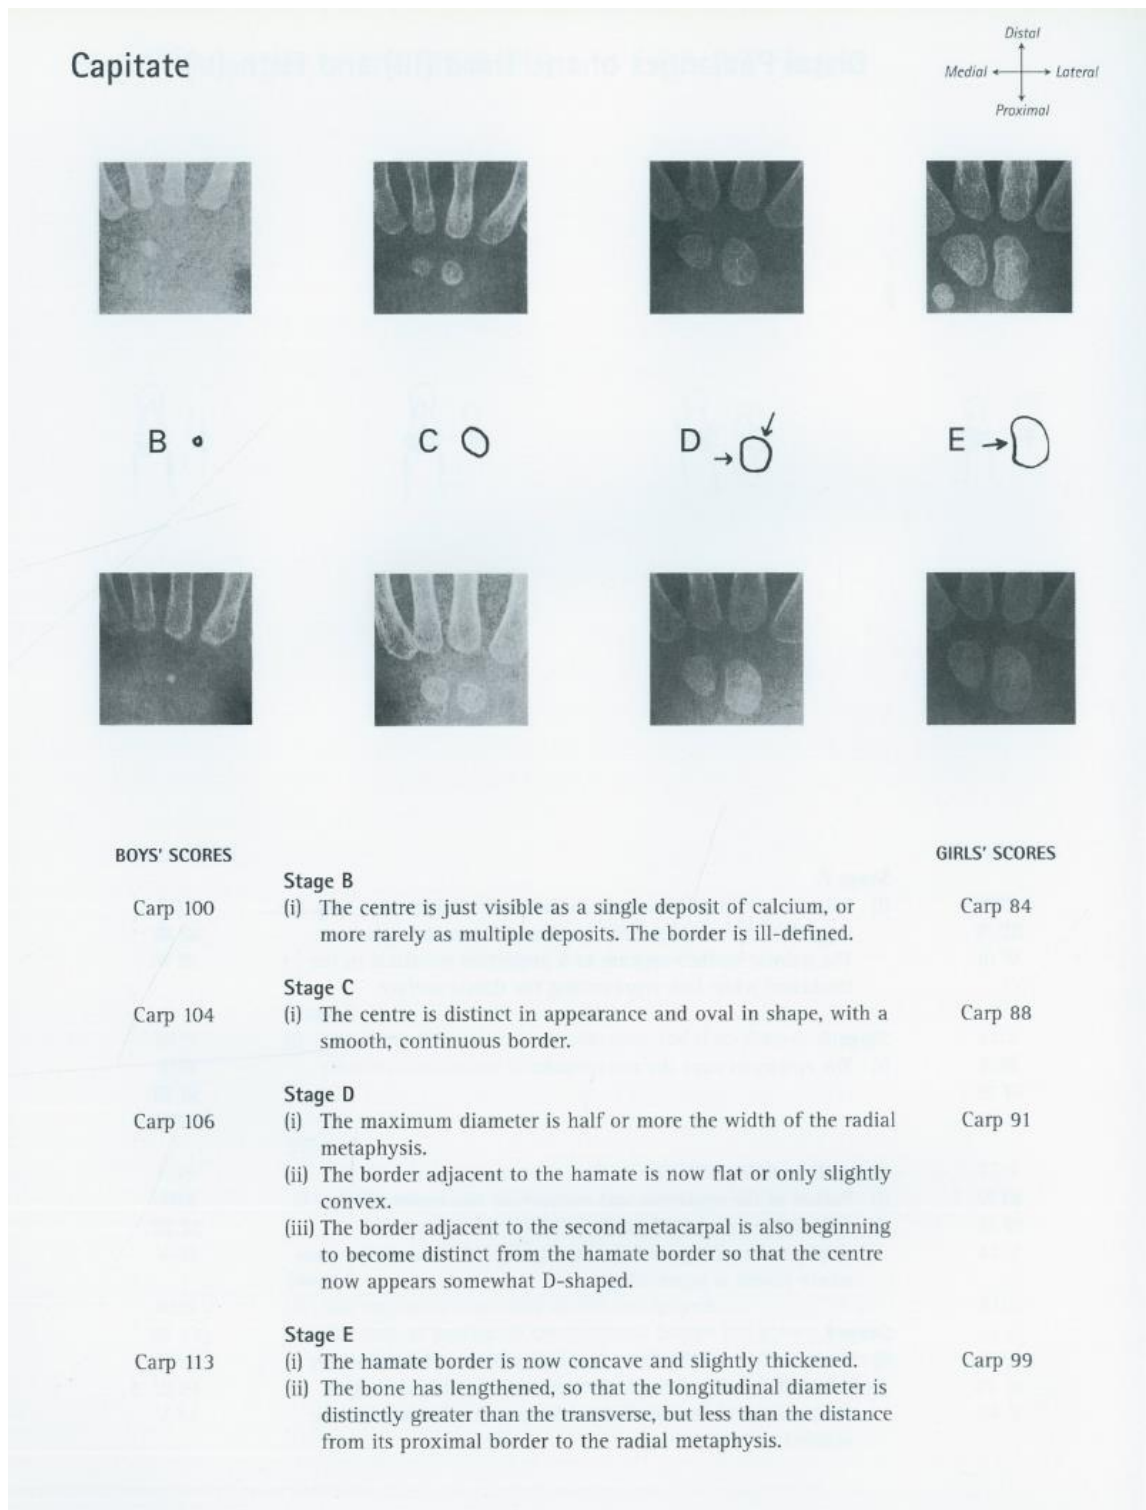 Capitate
Distal
Medial Lateral
Proximal
B C D E
BOYS' SCORES GIRLS' SCORES
Stage B
Carp 100 (i) The centre is just visible as a single deposit of calcium, or Carp 84
more rarely as multiple deposits. The border is ill-defined.
Stage C
Carp 104 (i) The centre is distinct in appearance and oval in shape, with a Carp 88
smooth, continuous border.
Stage D
Carp 106 (i) The maximum diameter is half or more the width of the radial Carp 91
metaphysis.
(ii) The border adjacent to the hamate is now flat or only slightly
convex.
(iii) The border adjacent to the second metacarpal is also beginning
to become distinct from the hamate border so that the centre
now appears somewhat D-shaped.
Stage E
Carp 113 (i) The hamate border is now concave and slightly thickened. Carp 99
(ii) The bone has lengthened, so that the longitudinal diameter is
distinctly greater than the transverse, but less than the distance
from its proximal border to the radial metaphysis.